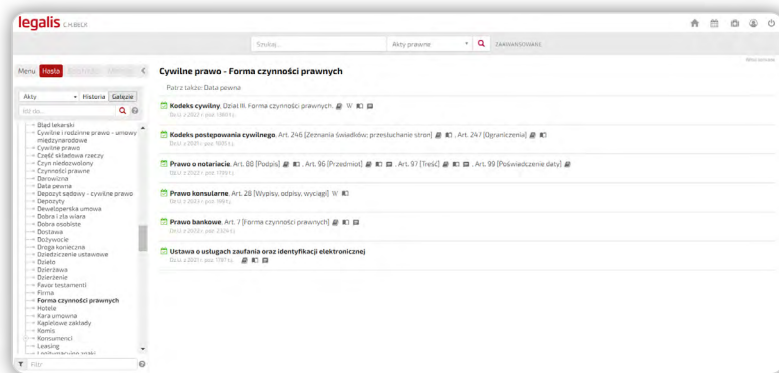 legalis C.H.BECK
Szukaj...
Akty prawne
ZAAWANSOWANE
Menu
Hasta
Historia
Gałęzie
Akty
Idź do...
Błąd lekarski
Cywilne i rodzinne prawo - umowy
międzynarodowe
Cywilne prawo
Część składowa rzeczy
Czyn niedozwolony
Czynności prawne
Darowizna
Data pewna
Depozyt sądowy - cywilne prawo
Depozyty
Deweloperska umowa
Dobra i zła wiara
Dobra osobiste
Dostawa
Dożywocie
Droga konieczna
Dziedziczenie ustawowe
Dzieło
Dzierżawa
Dzierżenie
Favor testamenti
Firma
Forma czynności prawnych
Hotele
Kara umowna
Kąpielowe zakłady
Komis
Konsumenci
Leasing
Legitymacyjne znaki
Filtr
Cywilne prawo - Forma czynności prawnych
Patrz także: Data pewna
Kodeks cywilny, Dział III. Forma czynności prawnych. W
Kodeks postępowania cywilnego, Art. 246 [Zeznania świadków; przesłuchanie stron] , Art. 247 [Ograniczenia]
Prawo o notariacie, Art. 88 [Podpis] , Art. 96 [Przedmiot] , Art. 97 [Treść] , Art. 99 [Poświadczenie daty]
Prawo konsularne, Art. 28 [Wypisy, odpisy, wyciągi] W
Prawo bankowe, Art. 7 [Forma czynności prawnych]
Ustawa o usługach zaufania oraz identyfikacji elektronicznej